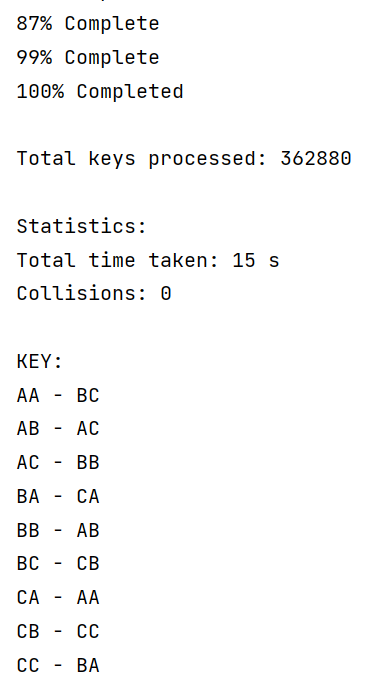 87% Complete
99% Complete
100% Completed
Total keys processed: 362880
Statistics:
Total time taken: 15 s
Collisions: 0
KEY:
AA - BC
AB - AC
AC - BB
BA - CA
BB - AB
BC - CB
CA - AA
CB - CC
CC - BA